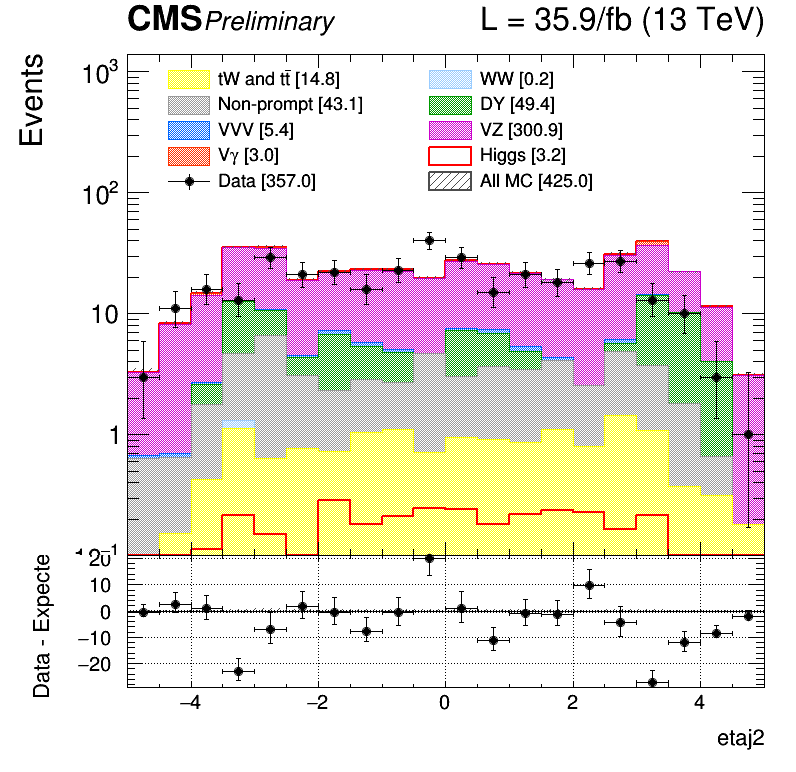 CMS Preliminary L = 35.9/fb (13 TeV)
Events
10³
10²
10
1
tW and tt̄ [14.8]
WW [0.2]
Non-prompt [43.1]
DY [49.4]
VVV [5.4]
VZ [300.9]
Vγ [3.0]
Higgs [3.2]
Data [357.0]
All MC [425.0]
Data - Expecte
20
10
0
−10
−20
−4 −2 0 2 4
etaj2